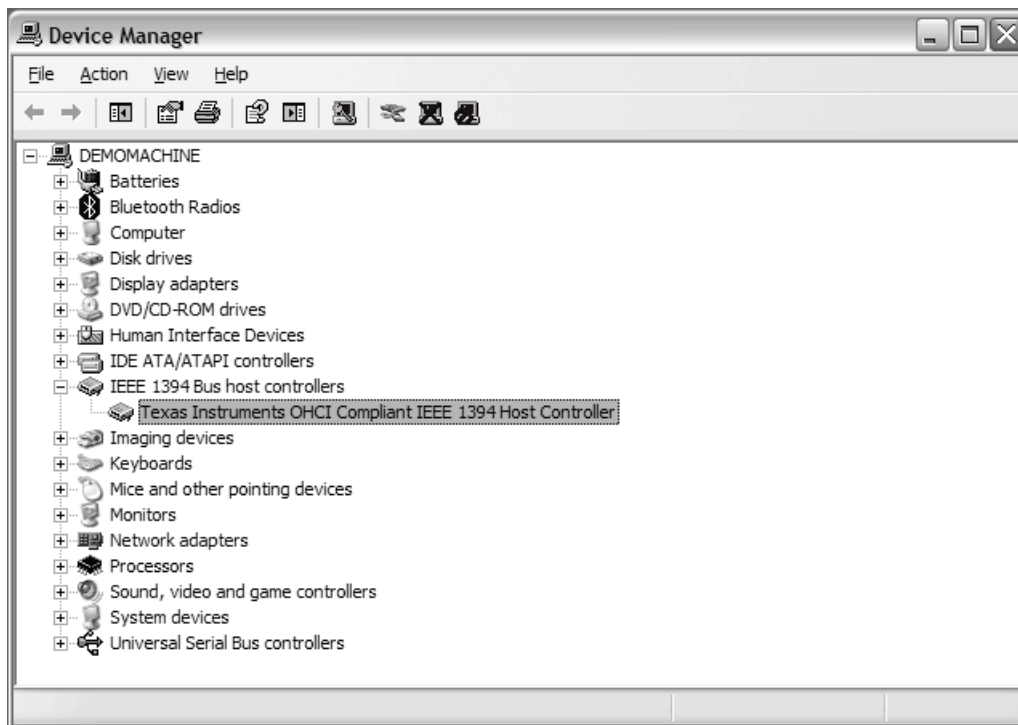 Device Manager
File Action View Help
DEMOMACHINE
Batteries
Bluetooth Radios
Computer
Disk drives
Display adapters
DVD/CD-ROM drives
Human Interface Devices
IDE ATA/ATAPI controllers
IEEE 1394 Bus host controllers
Texas Instruments OHCI Compliant IEEE 1394 Host Controller
Imaging devices
Keyboards
Mice and other pointing devices
Monitors
Network adapters
Processors
Sound, video and game controllers
System devices
Universal Serial Bus controllers